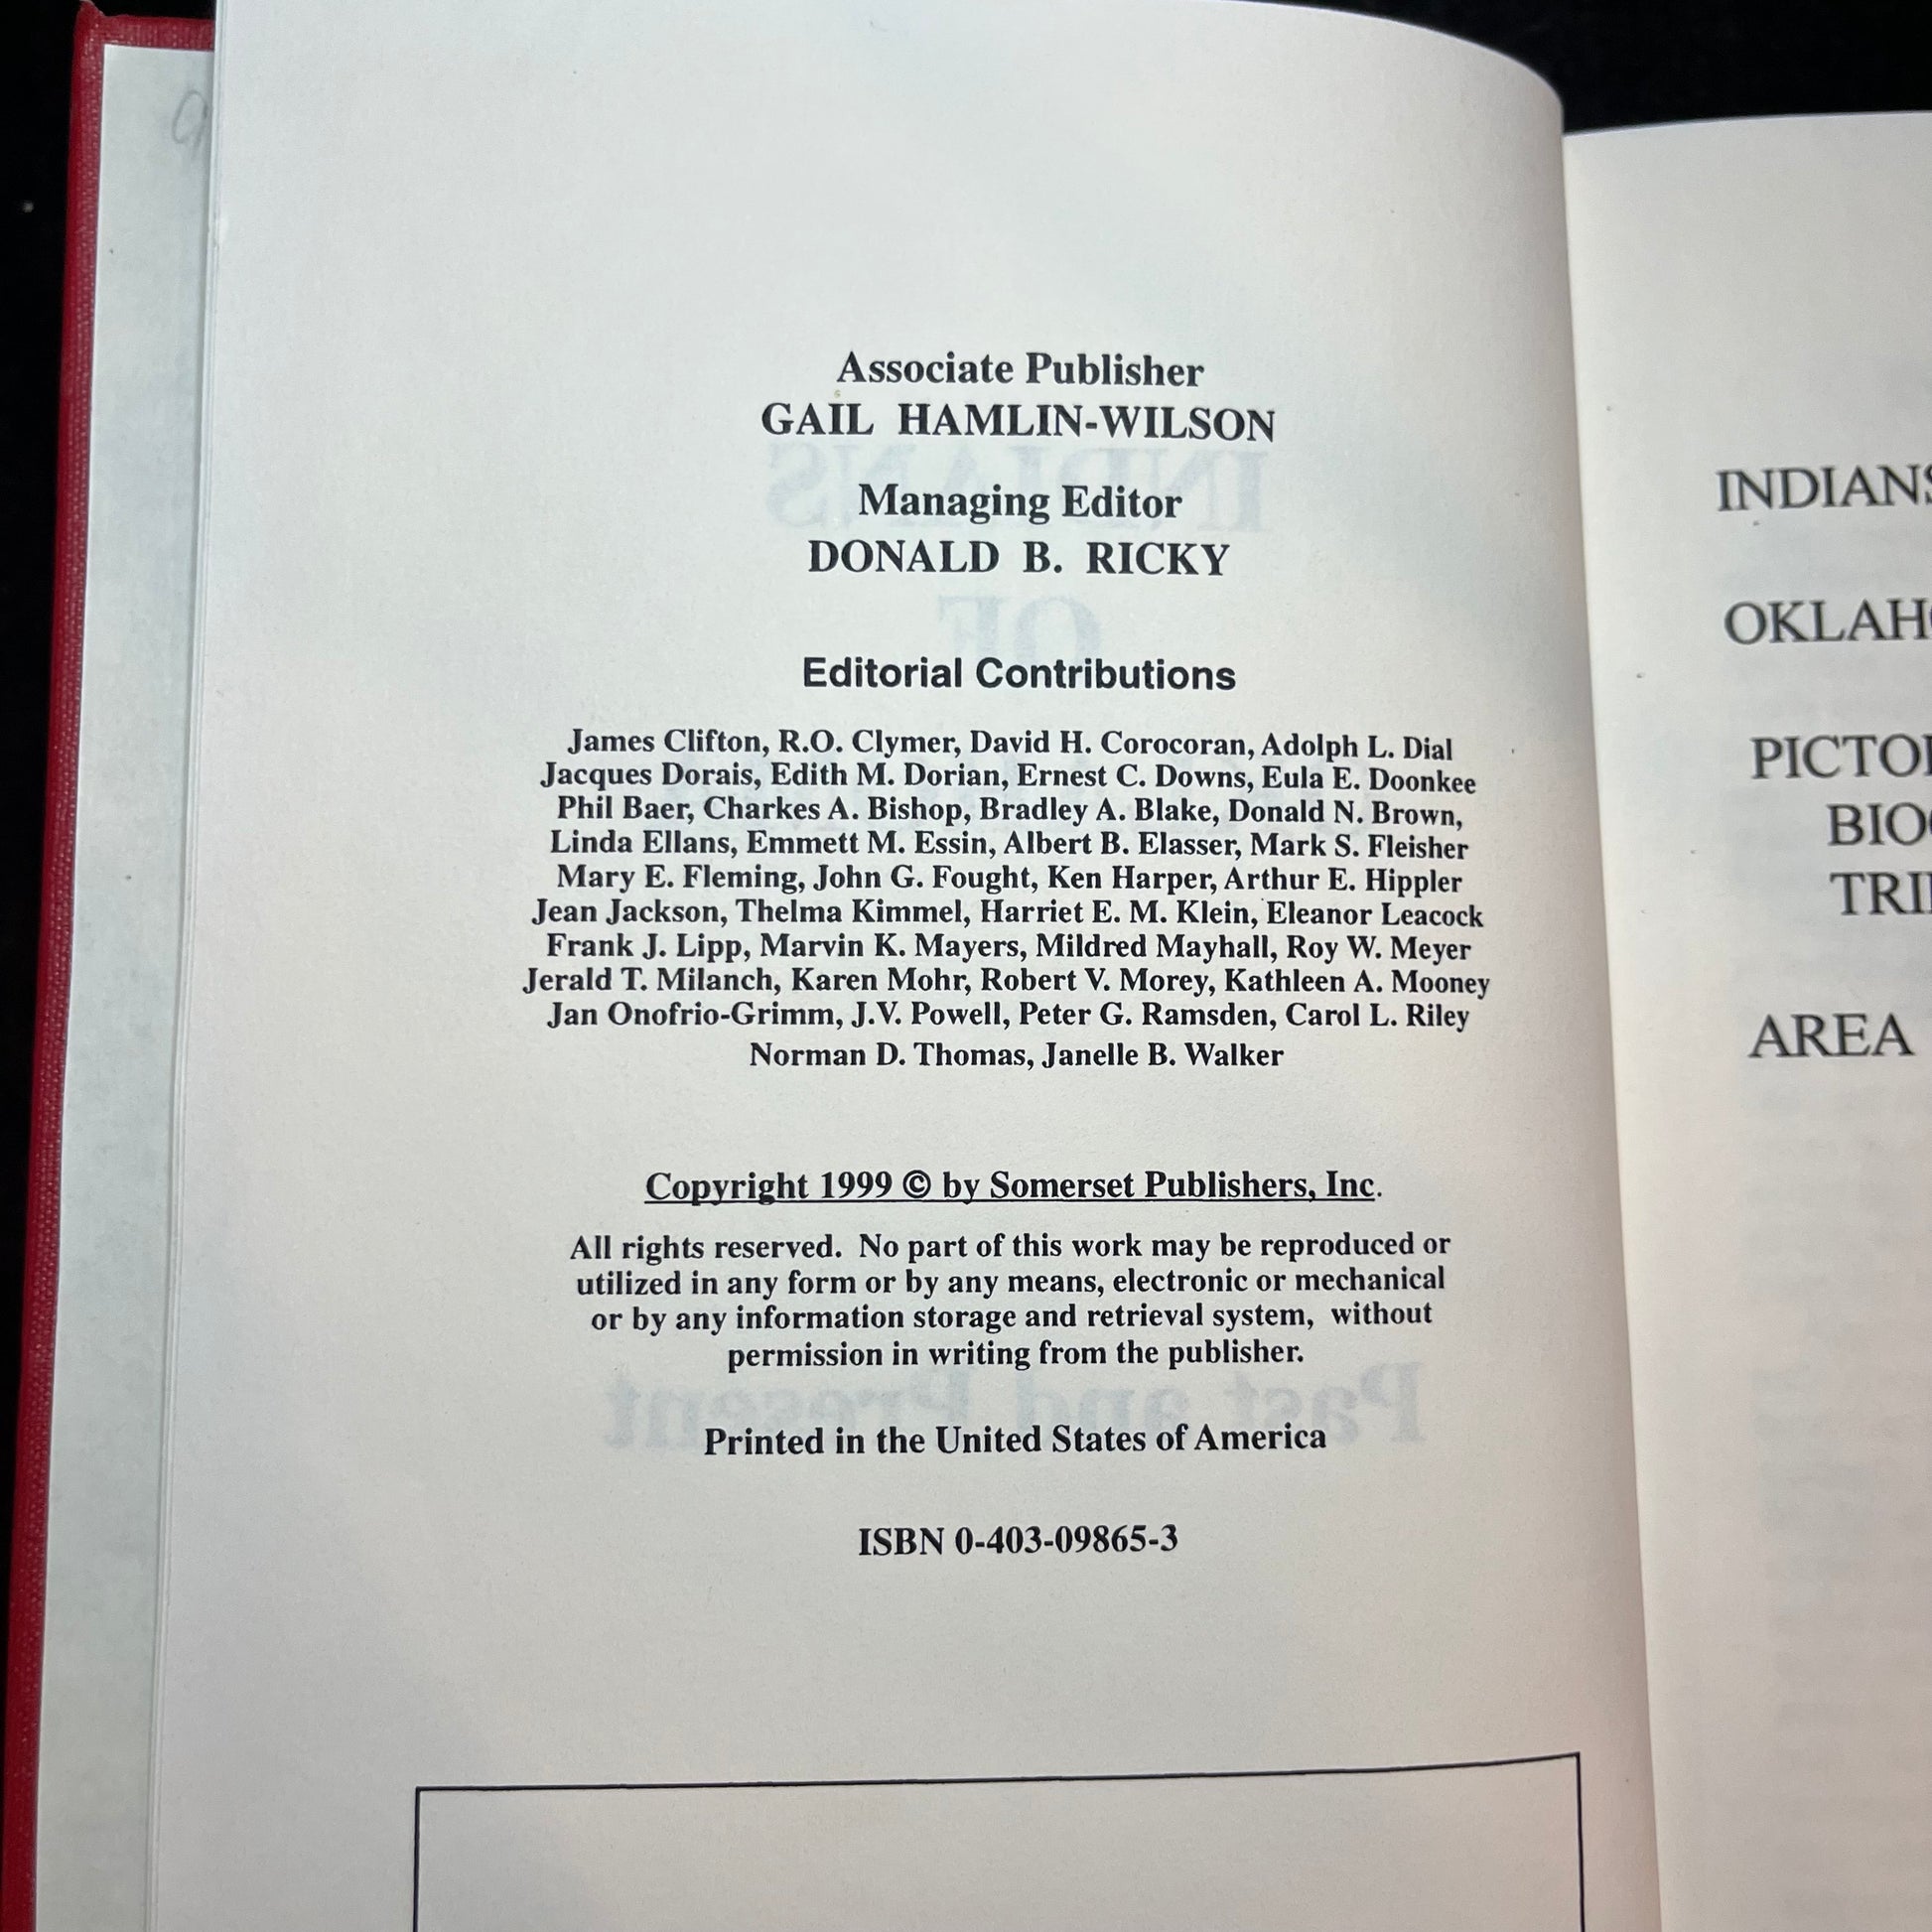 Associate Publisher
GAIL HAMLIN-WILSON
Managing Editor
DONALD B. RICKY
Editorial Contributions
James Clifton, R.O. Clymer, David H. Corocoran, Adolph L. Dial
Jacques Dorais, Edith M. Dorian, Ernest C. Downs, Eula E. Doonkee
Phil Baer, Charkes A. Bishop, Bradley A. Blake, Donald N. Brown,
Linda Ellans, Emmett M. Essin, Albert B. Elasser, Mark S. Fleisher
Mary E. Fleming, John G. Fought, Ken Harper, Arthur E. Hippler
Jean Jackson, Thelma Kimmel, Harriet E. M. Klein, Eleanor Leacock
Frank J. Lipp, Marvin K. Mayers, Mildred Mayhall, Roy W. Meyer
Jerald T. Milanch, Karen Mohr, Robert V. Morey, Kathleen A. Mooney
Jan Onofrio-Grimm, J.V. Powell, Peter G. Ramsden, Carol L. Riley
Norman D. Thomas, Janelle B. Walker
Copyright 1999 © by Somerset Publishers, Inc.
All rights reserved. No part of this work may be reproduced or
utilized in any form or by any means, electronic or mechanical
or by any information storage and retrieval system, without
permission in writing from the publisher.
Printed in the United States of America
ISBN 0-403-09865-3
INDIANS
OKLAH
PICTO
BIO
TRI
AREA